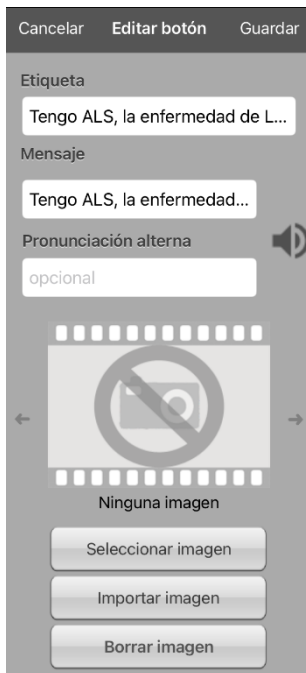 Cancelar Editar botón Guardar
Etiqueta
Tengo ALS, la enfermedad de L...
Mensaje
Tengo ALS, la enfermedad...
Pronunciación alterna
opcional
Ninguna imagen
Seleccionar imagen
Importar imagen
Borrar imagen